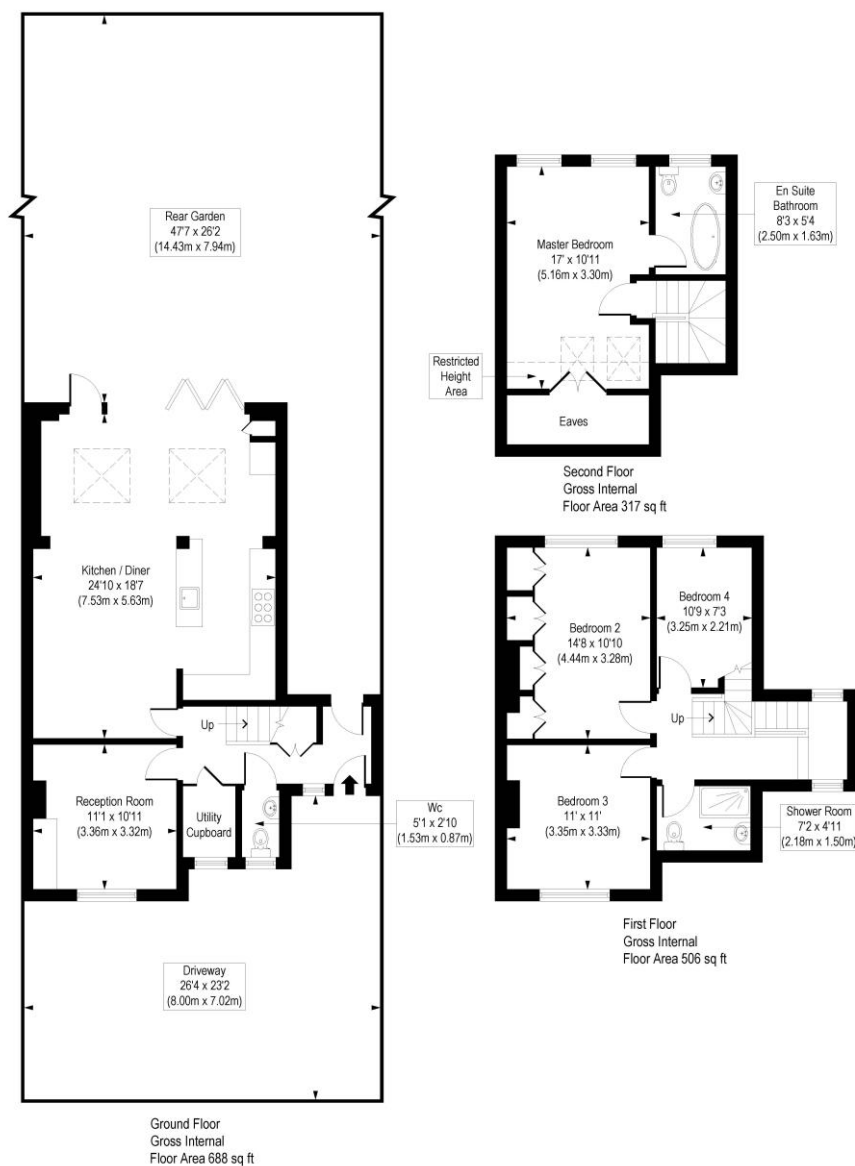 Rear Garden
47'7 x 26'2
(14.43m x 7.94m)
Kitchen / Diner
24'10 x 18'7
(7.53m x 5.63m)
Up
Reception Room
11'1 x 10'11
(3.36m x 3.32m)
Utility
Cupboard
Wc
5'1 x 2'10
(1.53m x 0.87m)
Driveway
26'4 x 23'2
(8.00m x 7.02m)
Ground Floor
Gross Internal
Floor Area 688 sq ft
En Suite
Bathroom
8'3 x 5'4
(2.50m x 1.63m)
Master Bedroom
17' x 10'11
(5.16m x 3.30m)
Restricted
Height
Area
Eaves
Second Floor
Gross Internal
Floor Area 317 sq ft
Bedroom 4
10'9 x 7'3
(3.25m x 2.21m)
Bedroom 2
14'8 x 10'10
(4.44m x 3.28m)
Up
Bedroom 3
11' x 11'
(3.35m x 3.33m)
Shower Room
7'2 x 4'11
(2.18m x 1.50m)
First Floor
Gross Internal
Floor Area 506 sq ft